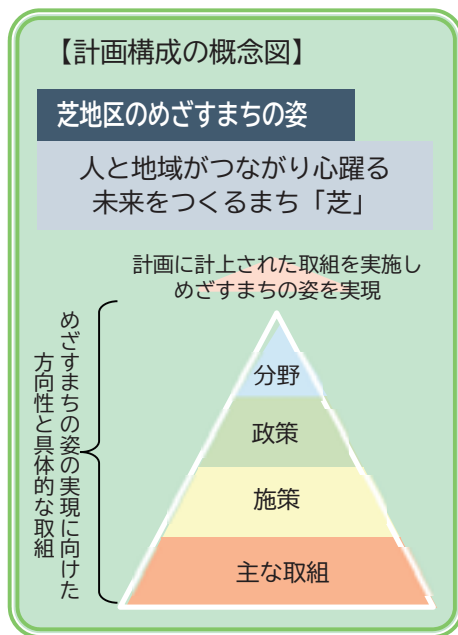 【計画構成の概念図】
芝地区のめざすまちの姿
人と地域がつながり心躍る
未来をつくるまち「芝」
計画に計上された取組を実施し
めざすまちの姿を実現
めざすまちの姿の実現に向けた
方向性と具体的な取組
分野
政策
施策
主な取組